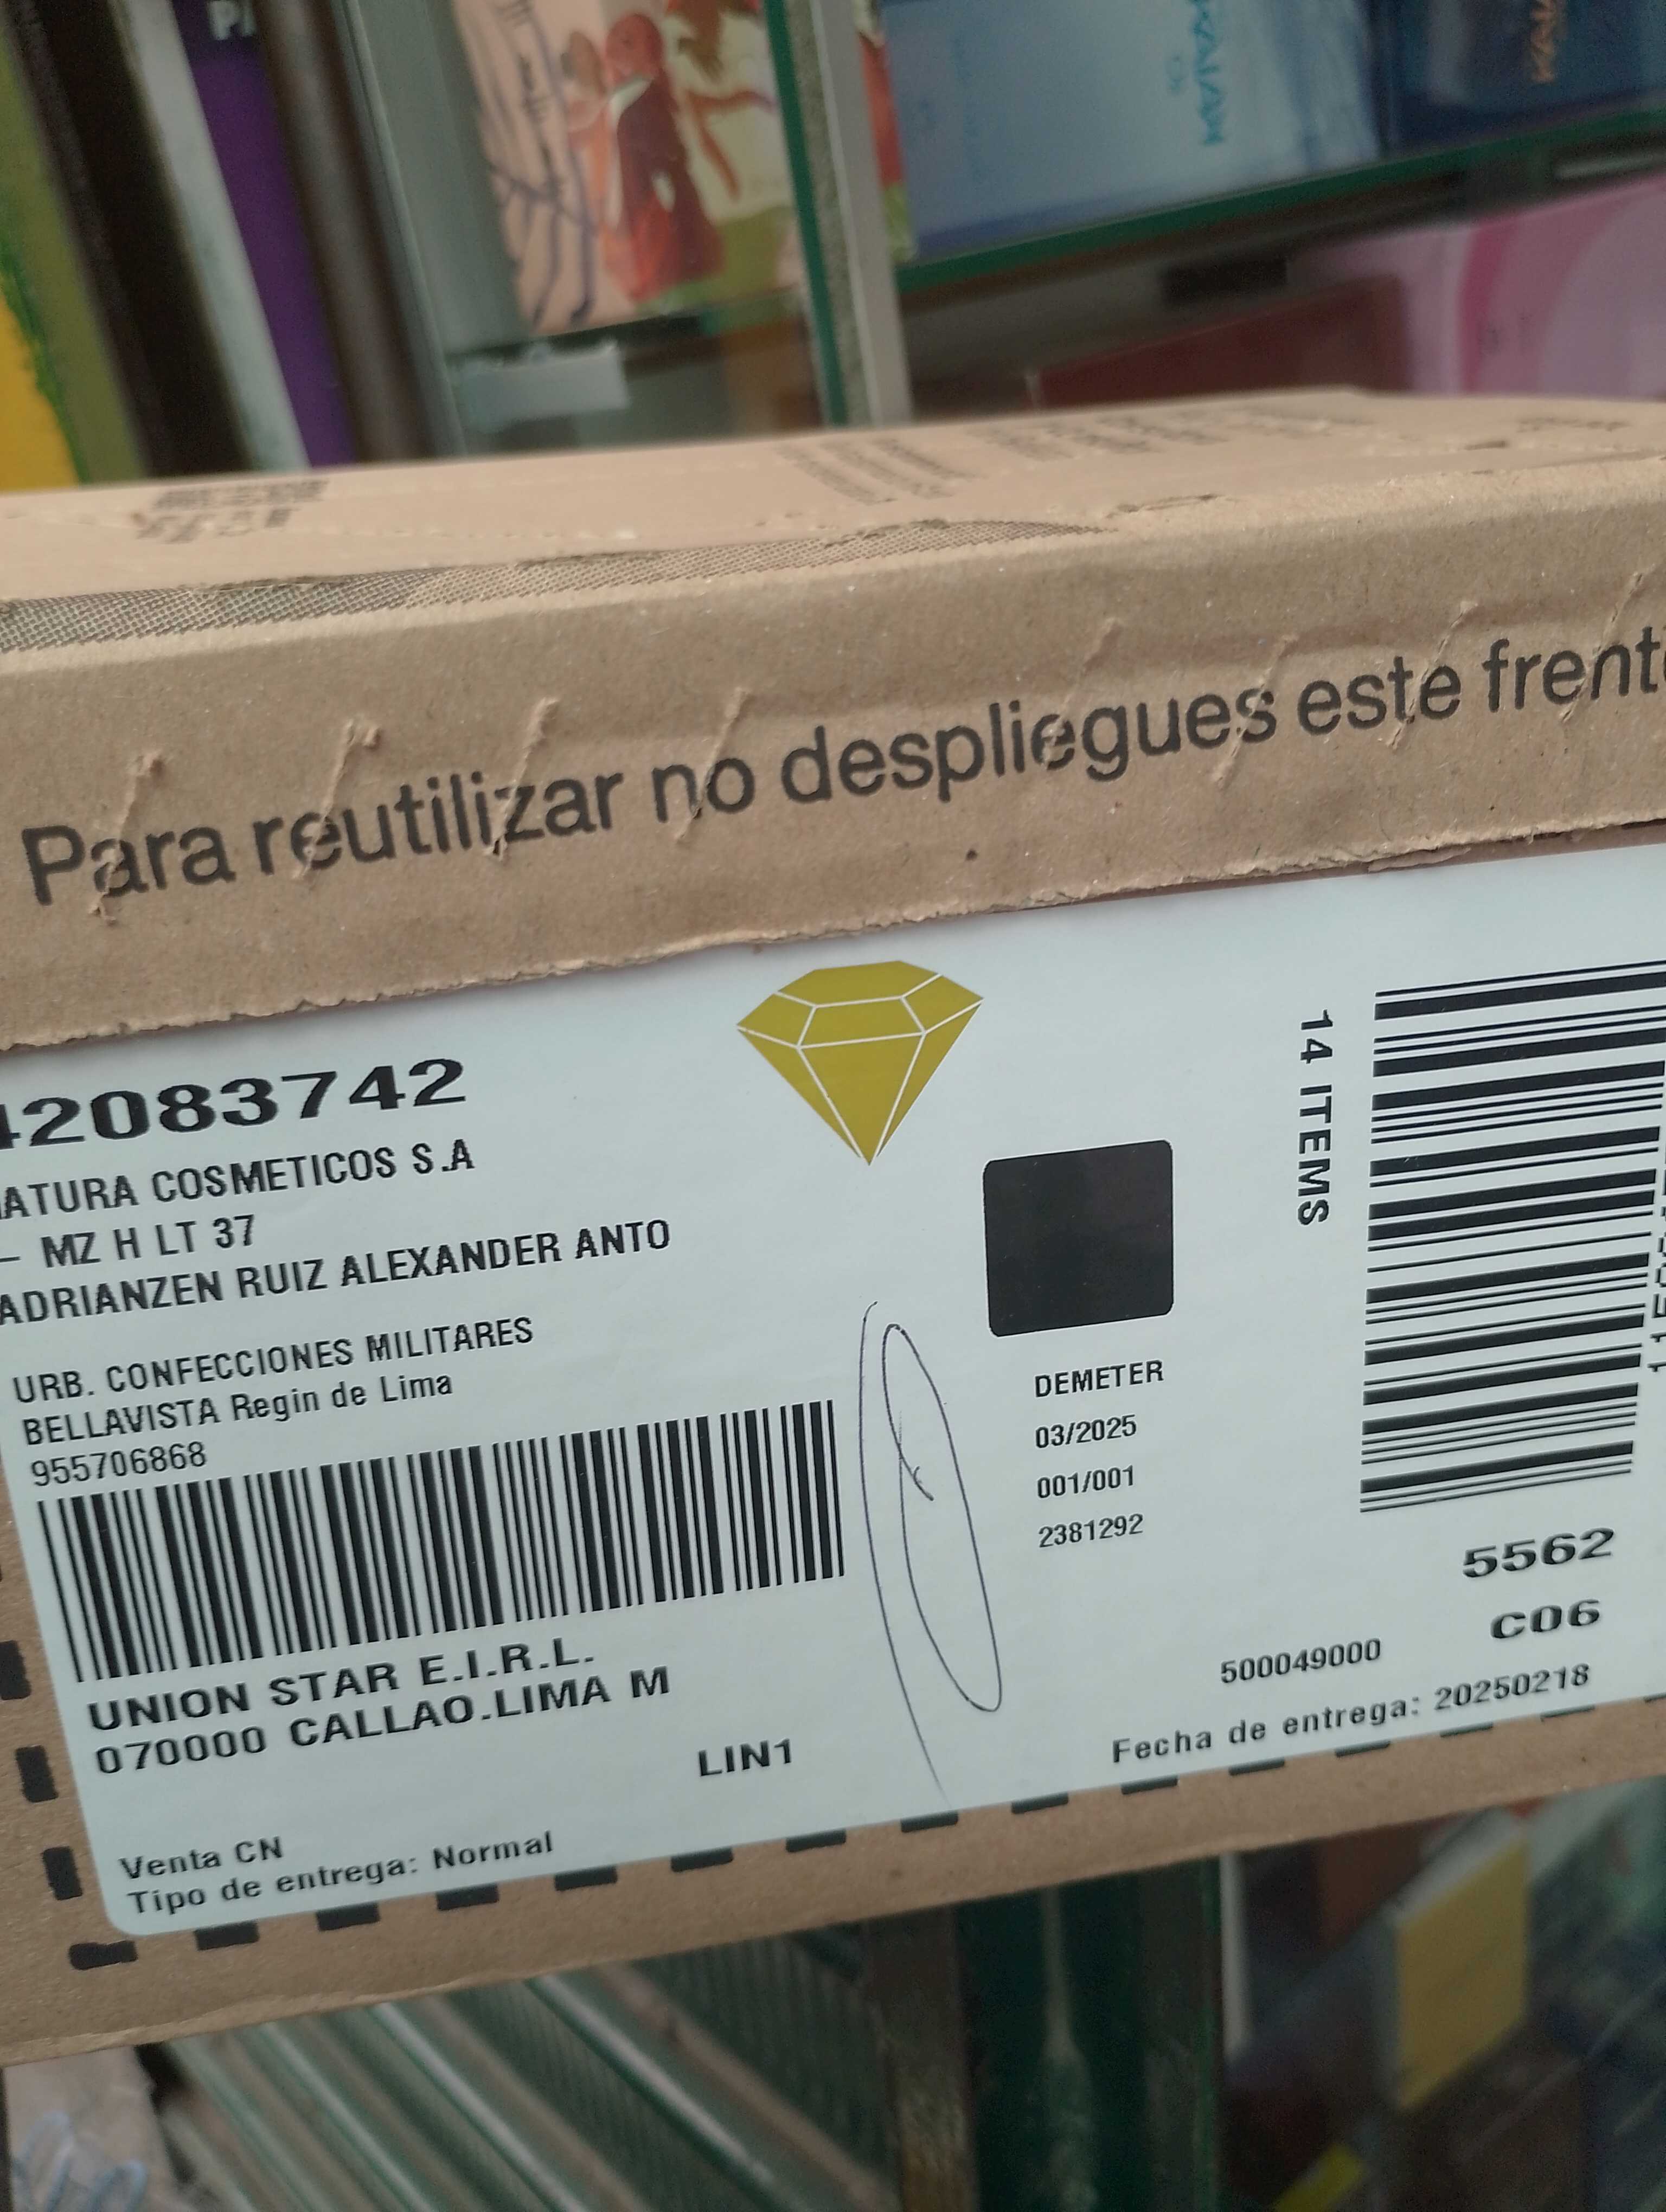 KAIAK
Para reutilizar no despliegues este frent
42083742
ATURA COSMETICOS S.A
- MZ H LT 37
ADRIANZEN RUIZ ALEXANDER ANTO
URB. CONFECCIONES MILITARES
BELLAVISTA Regin de Lima
955706868
UNION STAR E.I.R.L.
070000 CALLAO.LIMA M
LIN1
Venta CN
Tipo de entrega: Normal
DEMETER
03/2025
001/001
2381292
14 ITEMS
5562
C06
500049000
Fecha de entrega: 20250218